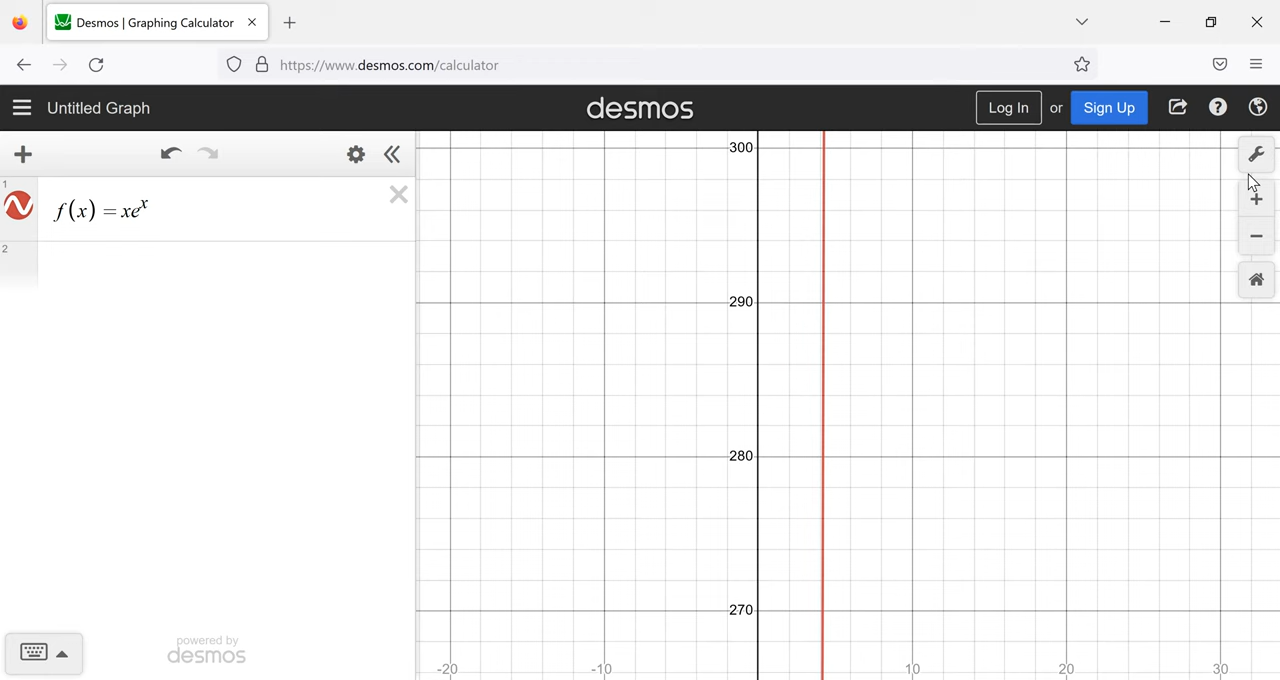 Desmos | Graphing Calculator
https://www.desmos.com/calculator
Untitled Graph
desmos
Log In or Sign Up
1
f(x) = xeˣ
2
300
290
280
270
-20 -10 10 20 30
powered by
desmos